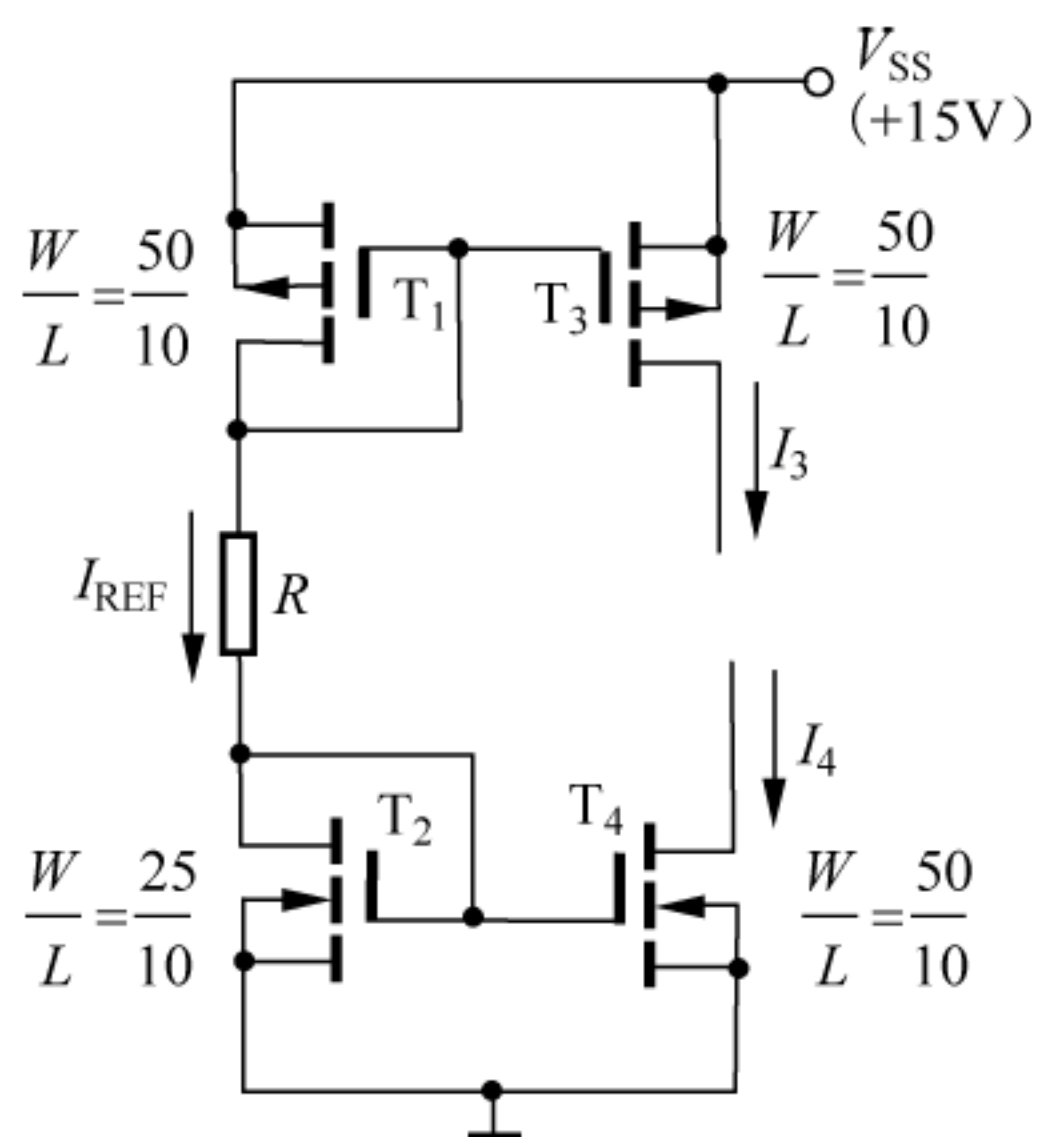 V_SS
(+15V)
W/L = 50/10
T_1
T_3
W/L = 50/10
I_3
I_REF
R
I_4
T_2
T_4
W/L = 25/10
W/L = 50/10